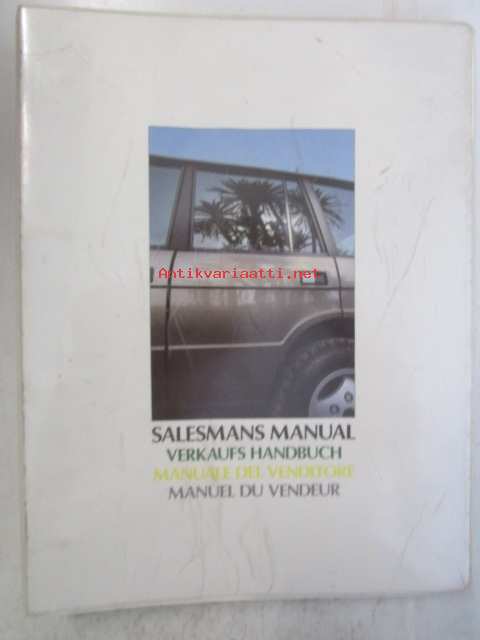 Antikvariaatti.net
SALESMANS MANUAL
VERKAUFS HANDBUCH
MANUALE DEL VENDITORE
MANUEL DU VENDEUR